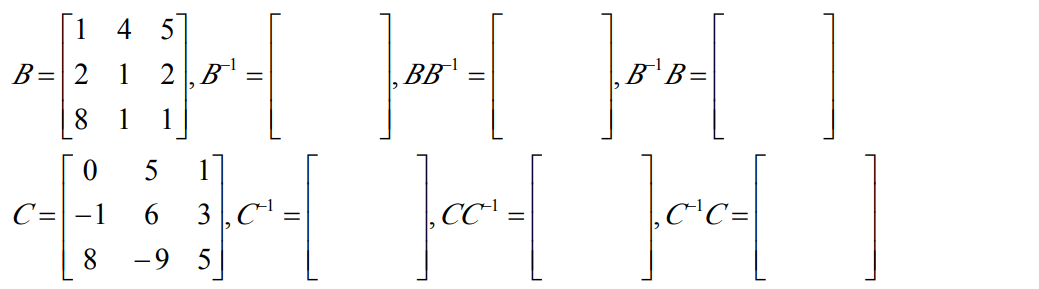 B = [1 4 5; 2 1 2; 8 1 1], B⁻¹ = [ ], BB⁻¹ = [ ], B⁻¹B = [ ]
C = [0 5 1; −1 6 3; 8 −9 5], C⁻¹ = [ ], CC⁻¹ = [ ], C⁻¹C = [ ]